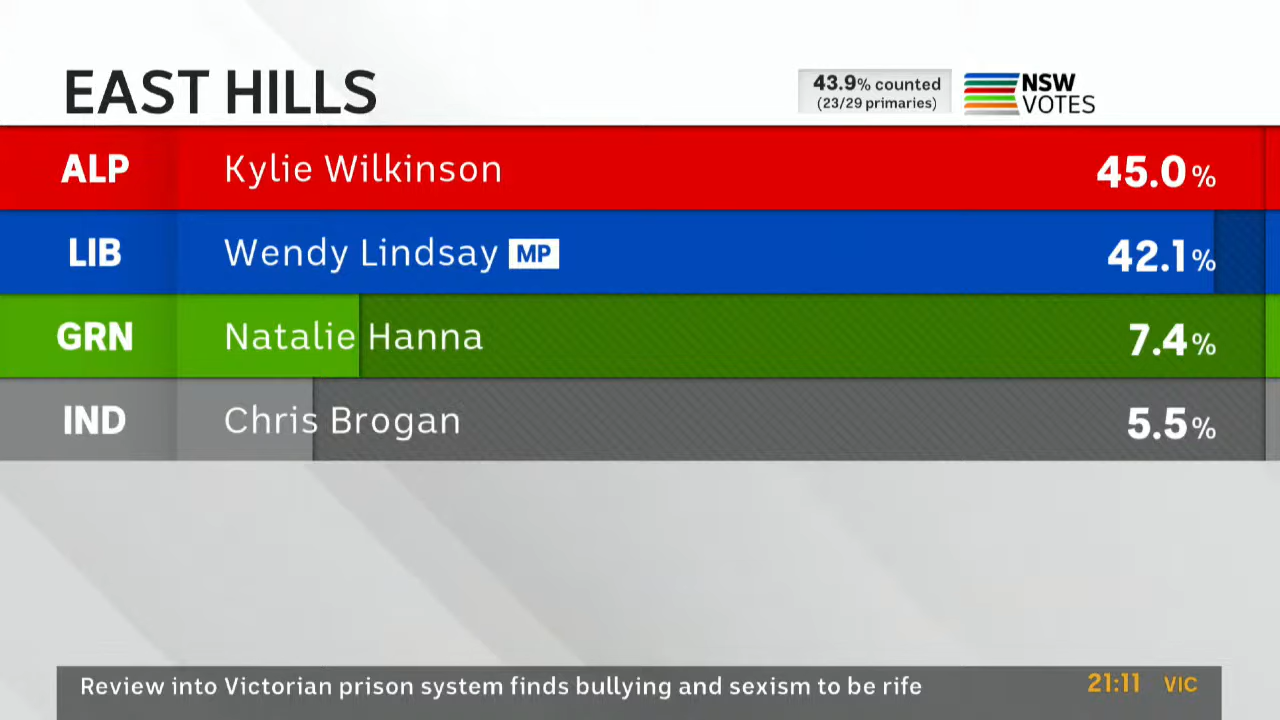 EAST HILLS
43.9% counted
(23/29 primaries)
NSW
VOTES
ALP Kylie Wilkinson 45.0%
LIB Wendy Lindsay MP 42.1%
GRN Natalie Hanna 7.4%
IND Chris Brogan 5.5%
Review into Victorian prison system finds bullying and sexism to be rife 21:11 VIC